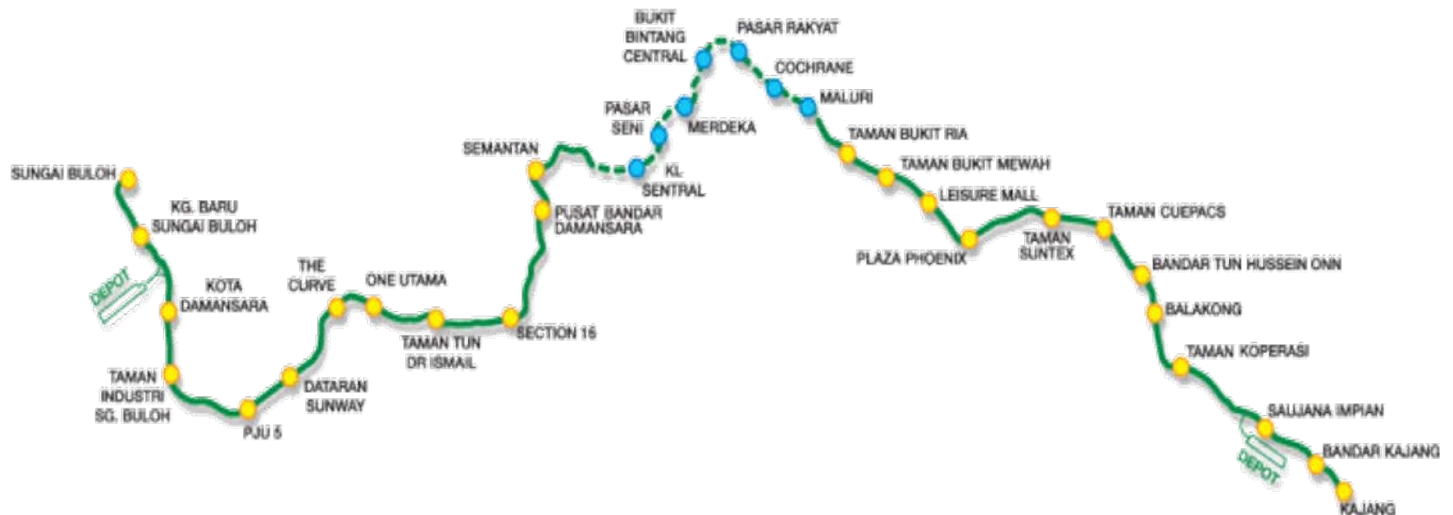 SUNGAI BULOH
KG. BARU
SUNGAI BULOH
DEPOT
KOTA
DAMANSARA
TAMAN
INDUSTRI
SG. BULOH
PJU 5
DATARAN
SUNWAY
THE
CURVE
ONE UTAMA
TAMAN TUN
DR ISMAIL
SECTION 16
PUSAT BANDAR
DAMANSARA
SEMANTAN
KL
SENTRAL
PASAR
SENI
MERDEKA
BUKIT
BINTANG
CENTRAL
PASAR RAKYAT
COCHRANE
MALURI
TAMAN BUKIT RIA
TAMAN BUKIT MEWAH
LEISURE MALL
PLAZA PHOENIX
TAMAN
SUNTEX
TAMAN CUEPACS
BANDAR TUN HUSSEIN ONN
BALAKONG
TAMAN KOPERASI
SAUJANA IMPIAN
DEPOT
BANDAR KAJANG
KAJANG